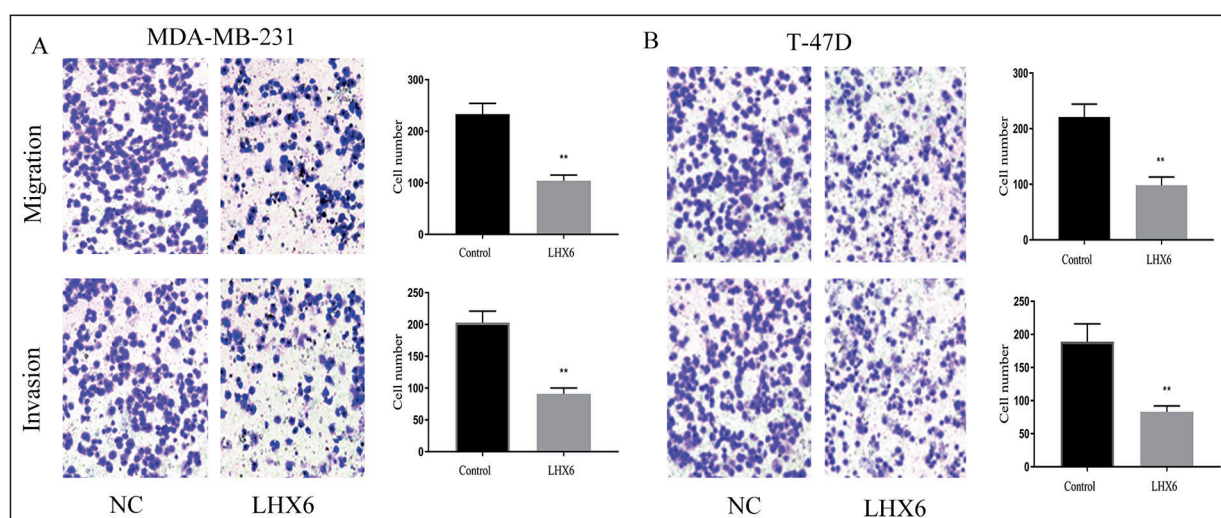 A
MDA-MB-231
B
T-47D
Migration
Cell number
300
200
100
0
Control
LHX6
**
Cell number
300
200
100
0
Control
LHX6
**
Invasion
Cell number
250
200
150
100
50
0
Control
LHX6
**
Cell number
250
200
150
100
50
0
Control
LHX6
**
NC
LHX6
NC
LHX6